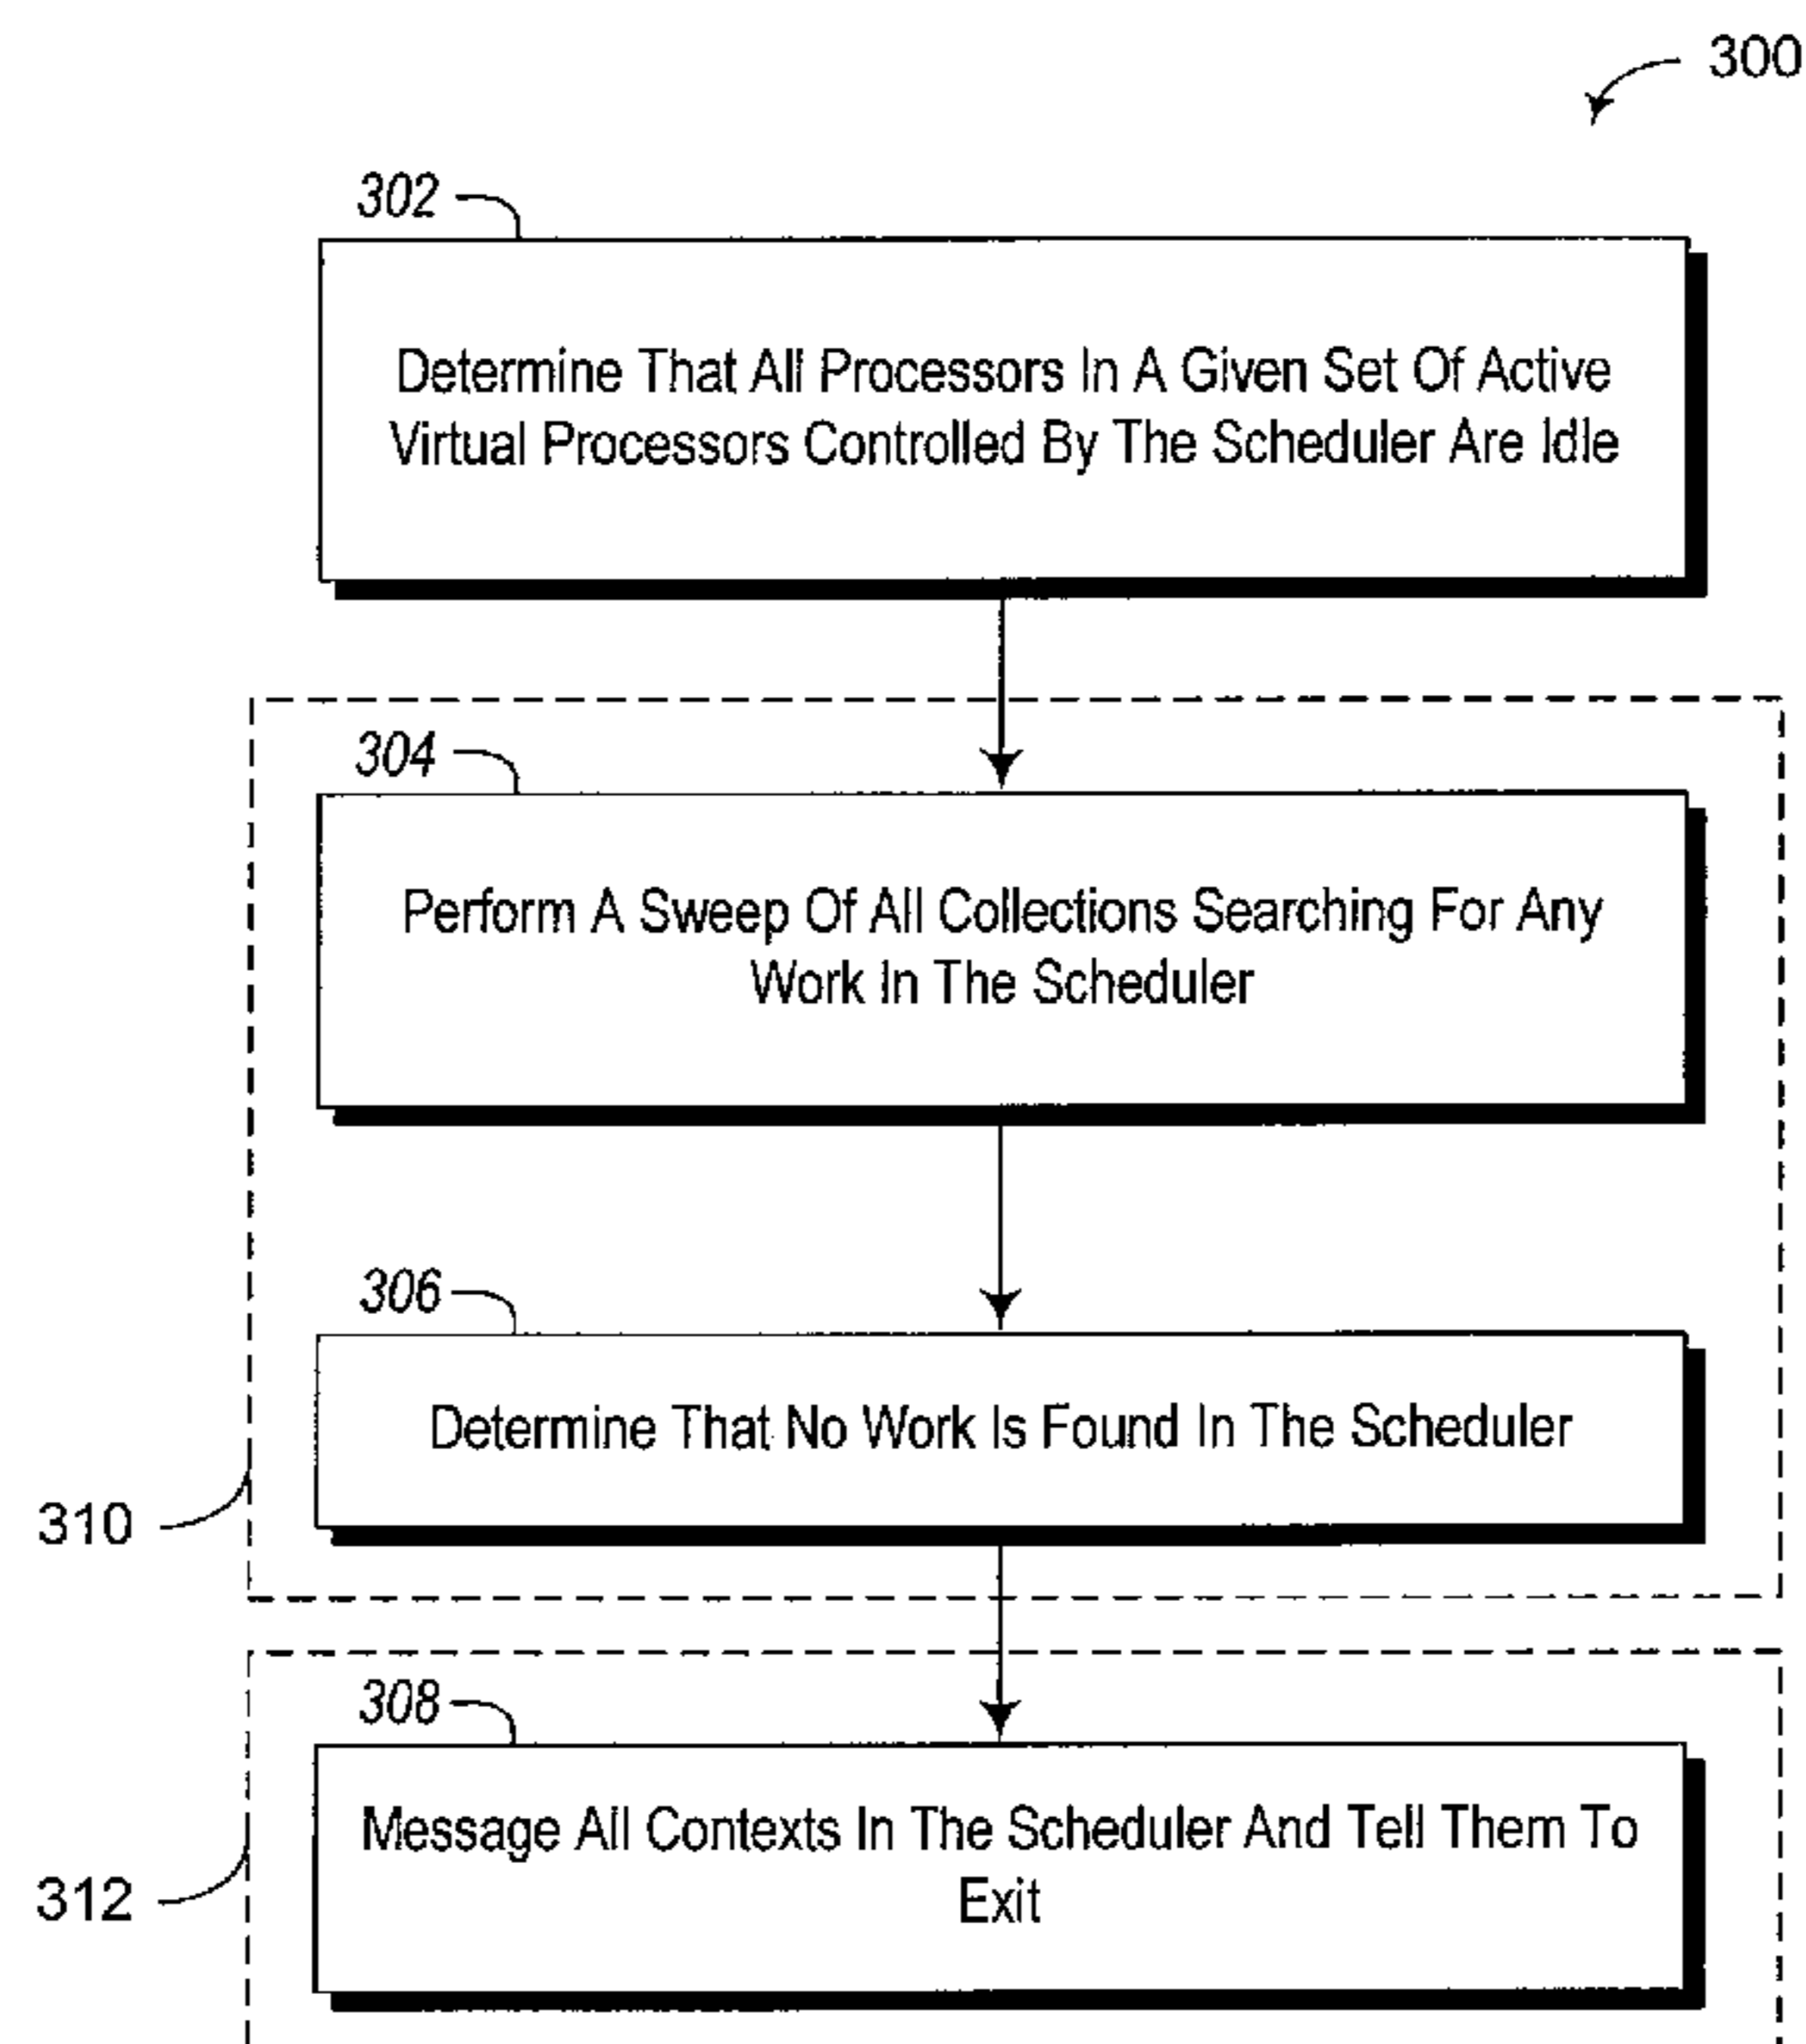 300
302
Determine That All Processors In A Given Set Of Active
Virtual Processors Controlled By The Scheduler Are Idle
304
Perform A Sweep Of All Collections Searching For Any
Work In The Scheduler
306
Determine That No Work Is Found In The Scheduler
310
308
Message All Contexts In The Scheduler And Tell Them To
Exit
312